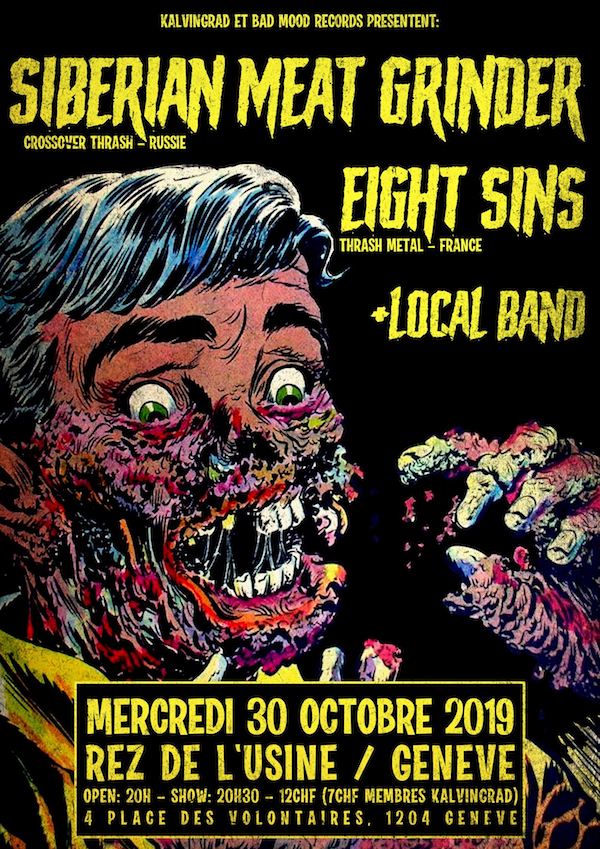 KALVINGRAD ET BAD MOOD RECORDS PRESENTENT:
SIBERIAN MEAT GRINDER
CROSSOVER THRASH – RUSSIE
EIGHT SINS
THRASH METAL – FRANCE
+LOCAL BAND
MERCREDI 30 OCTOBRE 2019
REZ DE L'USINE / GENEVE
OPEN: 20H – SHOW: 20H30 – 12CHF (7CHF MEMBRES KALVINGRAD)
4 PLACE DES VOLONTAIRES, 1204 GENEVE